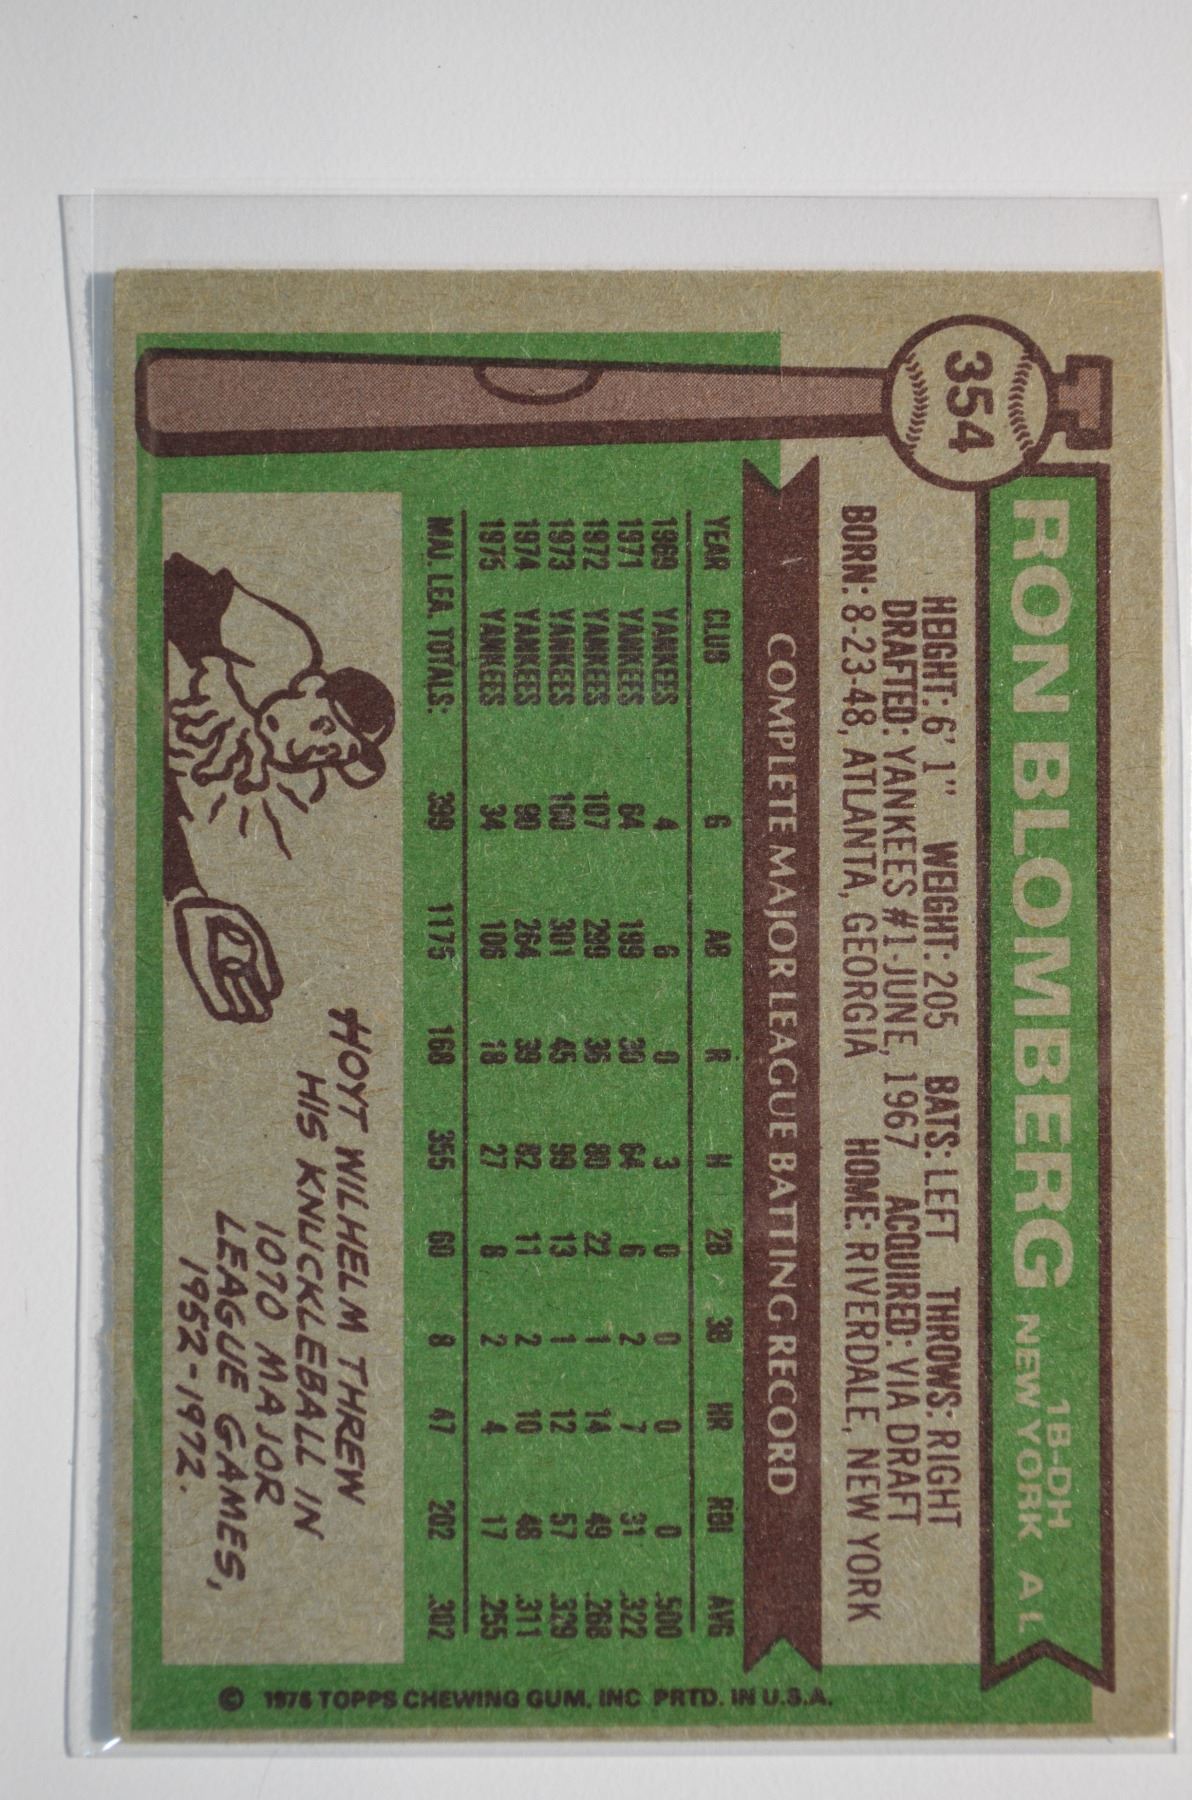 354
RON BLOMBERG
1B-DH
NEW YORK AL
HEIGHT: 6' 1" WEIGHT: 205 BATS: LEFT THROWS: RIGHT
DRAFTED: YANKEES #1-JUNE, 1967 ACQUIRED: VIA DRAFT
BORN: 8-23-48, ATLANTA, GEORGIA HOME: RIVERDALE, NEW YORK
COMPLETE MAJOR LEAGUE BATTING RECORD
YEAR CLUB G AB R H 2B 3B HR RBI AVG
1969 YANKEES 4 6 0 3 0 0 0 0 .500
1971 YANKEES 64 199 30 64 6 2 7 31 .322
1972 YANKEES 107 299 36 80 22 1 14 49 .268
1973 YANKEES 100 301 45 99 13 1 12 57 .329
1974 YANKEES 90 264 39 82 11 2 10 48 .311
1975 YANKEES 34 106 18 27 8 2 4 17 .255
MAJ. LEA. TOTALS: 399 1175 168 355 60 8 47 202 .302
HOYT WILHELM THREW
HIS KNUCKLEBALL IN
1070 MAJOR
LEAGUE GAMES,
1952-1972.
© 1976 TOPPS CHEWING GUM, INC PRTD. IN U.S.A.